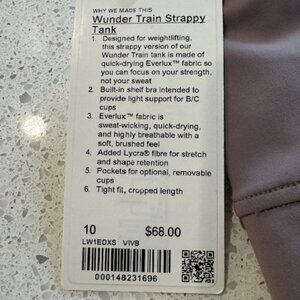 WHY WE MADE THIS
Wunder Train Strappy
Tank
1. Designed for weightlifting,
this strappy version of our
Wunder Train tank is made of
quick-drying Everlux™ fabric so
you can focus on your strength,
not your sweat
2. Built-in shelf bra intended to
provide light support for B/C
cups
3. Everlux™ fabric is
sweat-wicking, quick-drying,
and highly breathable with a
soft, brushed feel
4. Added Lycra® fibre for stretch
and shape retention
5. Pockets for optional, removable
cups
6. Tight fit, cropped length
10 $68.00
LW1EDXS VIVB
000148231696